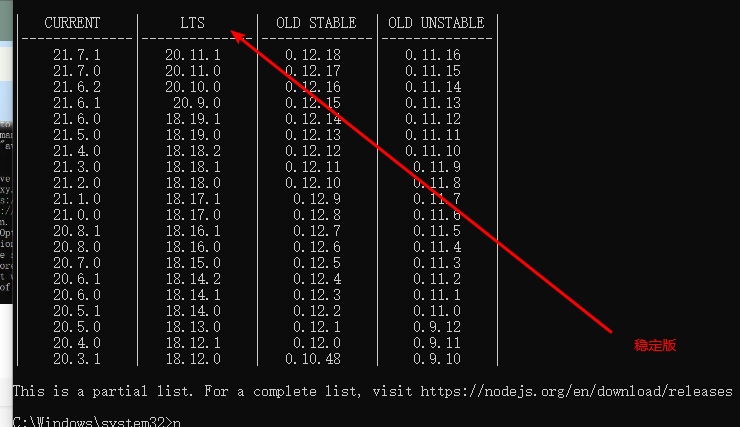 CURRENT | LTS | OLD STABLE | OLD UNSTABLE
|--------------|--------------|--------------|--------------|
21.7.1 | 20.11.1 | 0.12.18 | 0.11.16
21.7.0 | 20.11.0 | 0.12.17 | 0.11.15
21.6.2 | 20.10.0 | 0.12.16 | 0.11.14
21.6.1 | 20.9.0 | 0.12.15 | 0.11.13
21.6.0 | 18.19.1 | 0.12.14 | 0.11.12
21.5.0 | 18.19.0 | 0.12.13 | 0.11.11
21.4.0 | 18.18.2 | 0.12.12 | 0.11.10
21.3.0 | 18.18.1 | 0.12.11 | 0.11.9
21.2.0 | 18.18.0 | 0.12.10 | 0.11.8
21.1.0 | 18.17.1 | 0.12.9 | 0.11.7
21.0.0 | 18.17.0 | 0.12.8 | 0.11.6
20.8.1 | 18.16.1 | 0.12.7 | 0.11.5
20.8.0 | 18.16.0 | 0.12.6 | 0.11.4
20.7.0 | 18.15.0 | 0.12.5 | 0.11.3
20.6.1 | 18.14.2 | 0.12.4 | 0.11.2
20.6.0 | 18.14.1 | 0.12.3 | 0.11.1
20.5.1 | 18.14.0 | 0.12.2 | 0.11.0
20.5.0 | 18.13.0 | 0.12.1 | 0.9.12
20.4.0 | 18.12.1 | 0.12.0 | 0.9.11
20.3.1 | 18.12.0 | 0.10.48 | 0.9.10
稳定版
This is a partial list. For a complete list, visit https://nodejs.org/en/download/releases
C:\Windows\system32>n